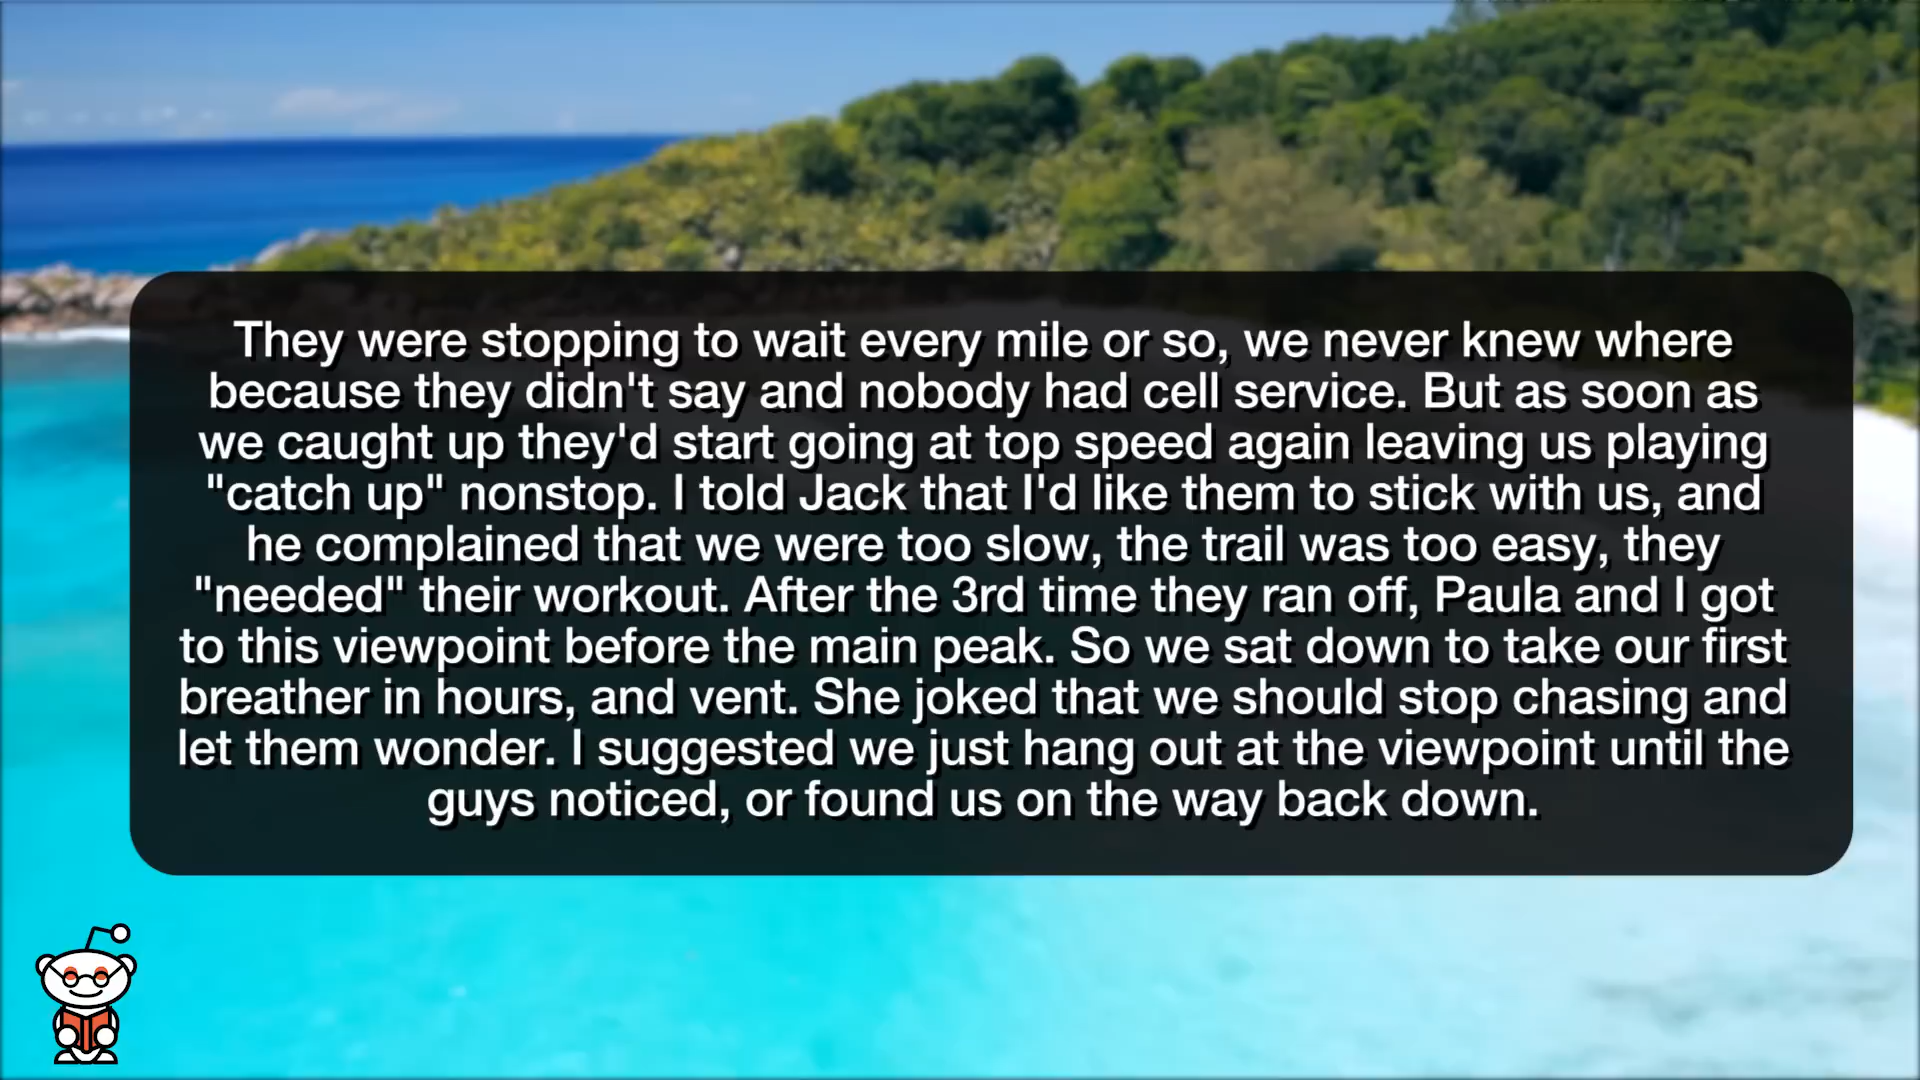 They were stopping to wait every mile or so, we never knew where
because they didn't say and nobody had cell service. But as soon as
we caught up they'd start going at top speed again leaving us playing
"catch up" nonstop. I told Jack that I'd like them to stick with us, and
he complained that we were too slow, the trail was too easy, they
"needed" their workout. After the 3rd time they ran off, Paula and I got
to this viewpoint before the main peak. So we sat down to take our first
breather in hours, and vent. She joked that we should stop chasing and
let them wonder. I suggested we just hang out at the viewpoint until the
guys noticed, or found us on the way back down.